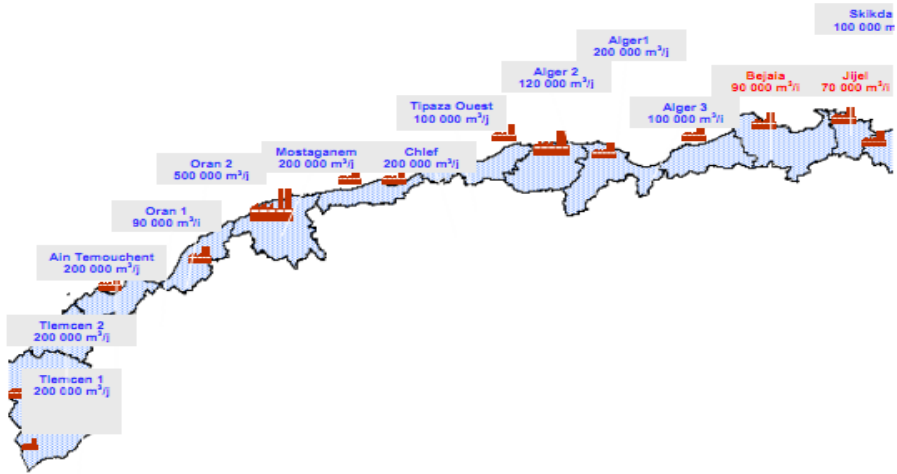 Skikda
100 000 m
Alger1
200 000 m³/j
Alger 2
120 000 m³/j
Bejaia
90 000 m³/j
Jijel
70 000 m³/j
Tipaza Ouest
100 000 m³/j
Alger 3
100 000 m³/j
Mostaganem
200 000 m³/j
Chlef
200 000 m³/j
Oran 2
500 000 m³/j
Oran 1
90 000 m³/j
Ain Temouchent
200 000 m³/j
Tlemcen 2
200 000 m³/j
Tlemcen 1
200 000 m³/j